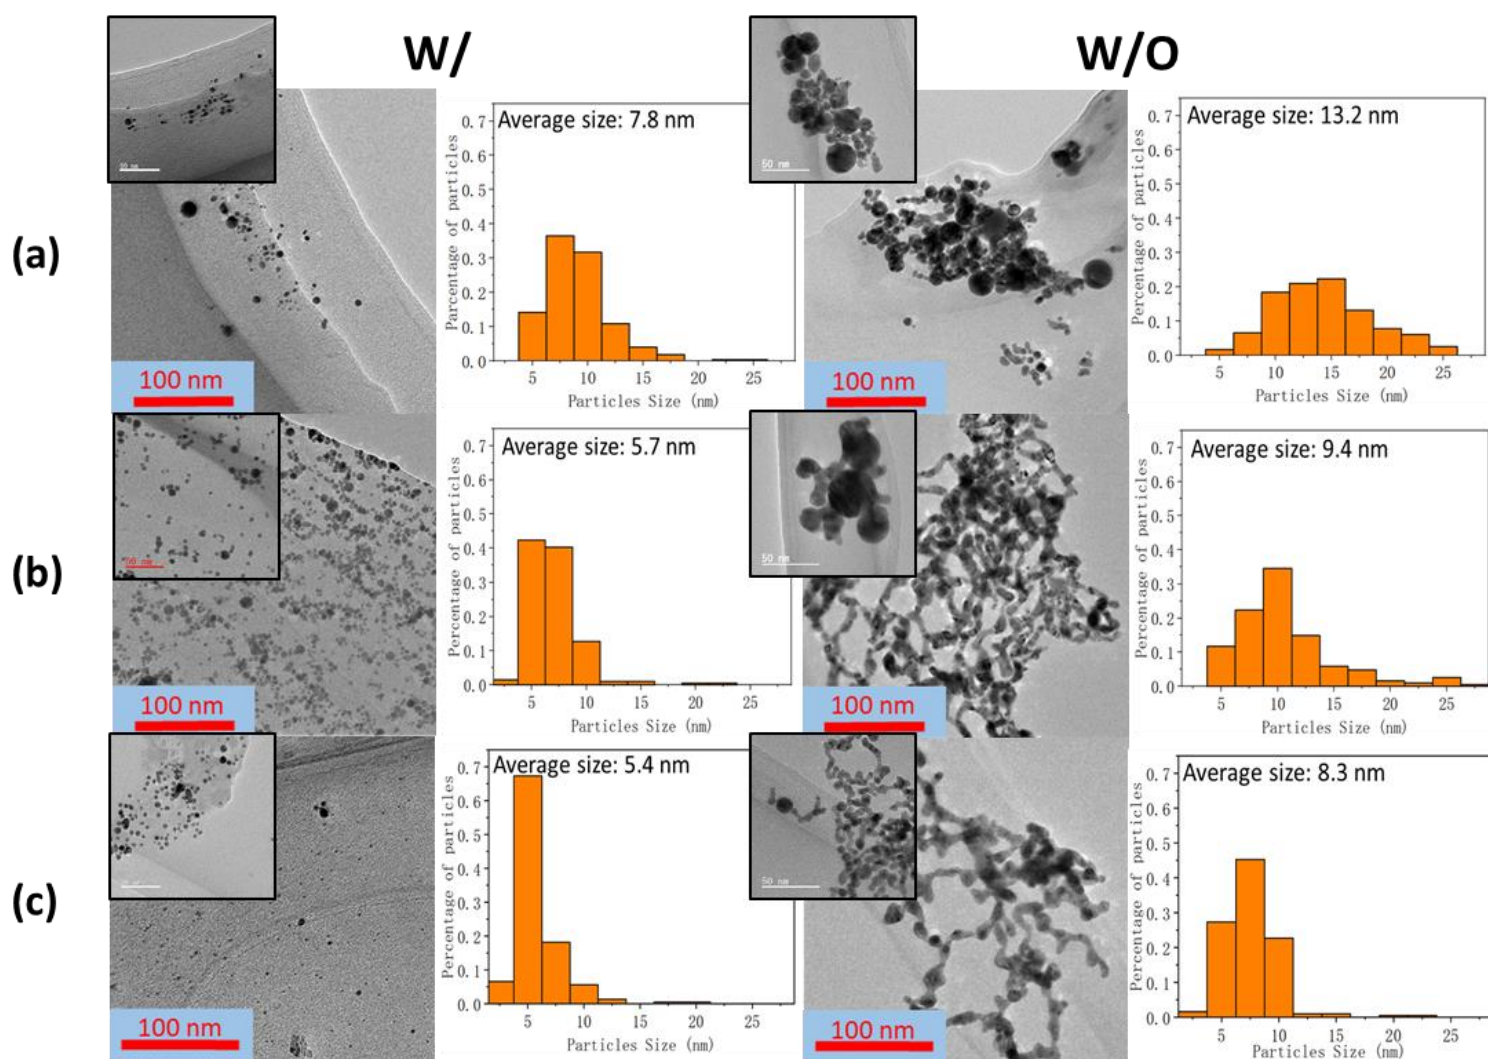 W/
W/O
(a)
50 nm
100 nm
Average size: 7.8 nm
0.7
0.6
0.5
0.4
0.3
0.2
0.1
0.0
Parcentage of particles
5 10 15 20 25
Particles Size (nm)
50 nm
100 nm
Average size: 13.2 nm
0.7
0.6
0.5
0.4
0.3
0.2
0.1
0.0
Percentage of particles
5 10 15 20 25
Particles Size (nm)
(b)
50 nm
100 nm
Average size: 5.7 nm
0.7
0.6
0.5
0.4
0.3
0.2
0.1
0.0
Percentage of particles
5 10 15 20 25
Particles Size (nm)
50 nm
100 nm
Average size: 9.4 nm
0.7
0.6
0.5
0.4
0.3
0.2
0.1
0.0
Percentage of particles
5 10 15 20 25
Particles Size (nm)
(c)
100 nm
Average size: 5.4 nm
0.7
0.6
0.5
0.4
0.3
0.2
0.1
0.0
Percentage of particles
5 10 15 20 25
Particles Size (nm)
50 nm
100 nm
Average size: 8.3 nm
0.7
0.6
0.5
0.4
0.3
0.2
0.1
0.0
Percentage of particles
5 10 15 20 25
Particles Size (nm)